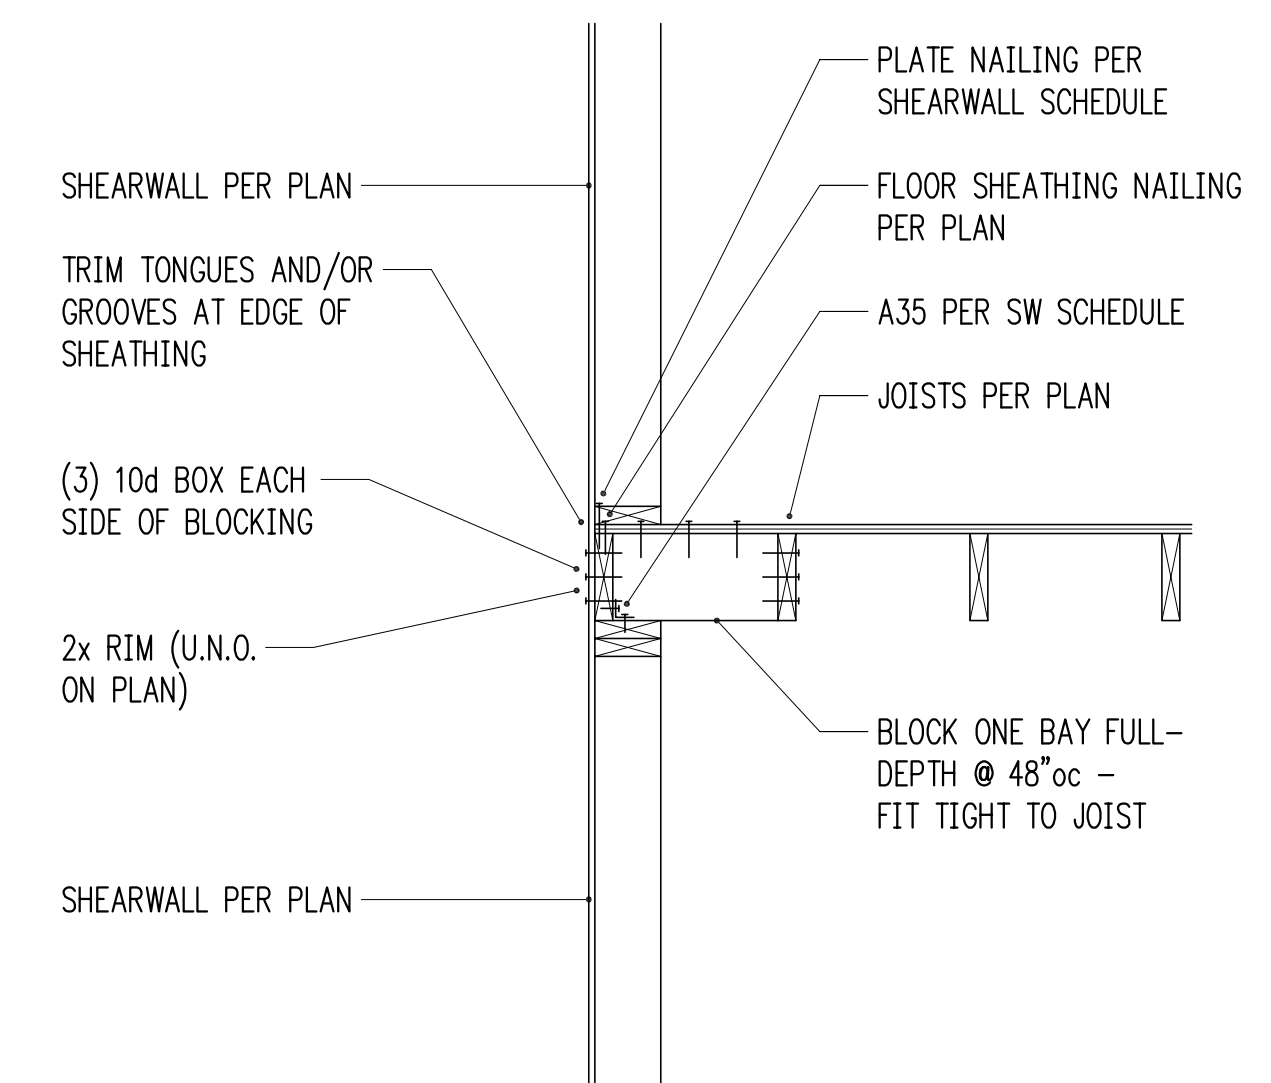 SHEARWALL PER PLAN
TRIM TONGUES AND/OR
GROOVES AT EDGE OF
SHEATHING
(3) 10d BOX EACH
SIDE OF BLOCKING
2x RIM (U.N.O.
ON PLAN)
SHEARWALL PER PLAN
PLATE NAILING PER
SHEARWALL SCHEDULE
FLOOR SHEATHING NAILING
PER PLAN
A35 PER SW SCHEDULE
JOISTS PER PLAN
BLOCK ONE BAY FULL-
DEPTH @ 48"oc -
FIT TIGHT TO JOIST